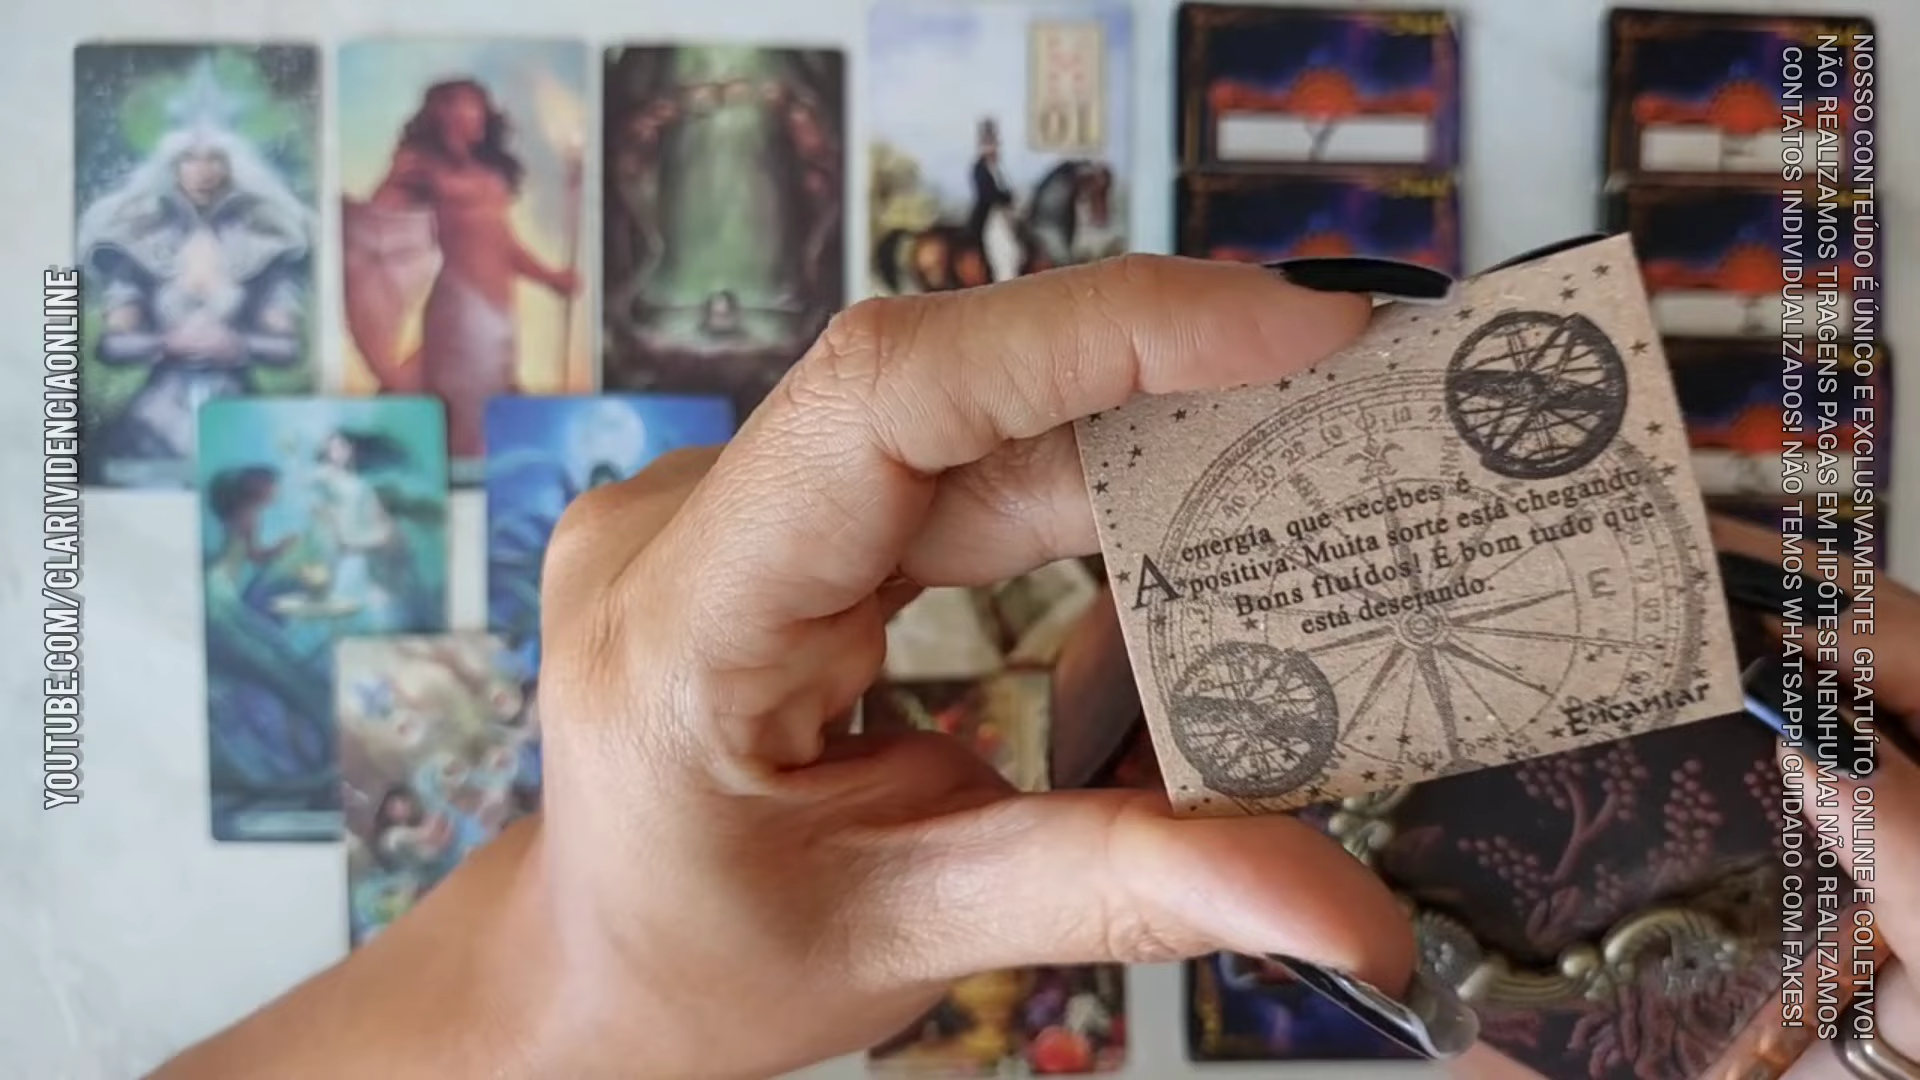 YOUTUBE.COM/CLARIVIDENCIAONLINE
01
A energia que recebes é
positiva. Muita sorte está chegando.
Bons fluídos! É bom tudo que
está desejando.
Encantar
NOSSO CONTEÚDO É ÚNICO E EXCLUSIVAMENTE GRATUÍTO, ONLINE E COLETIVO!
NÃO REALIZAMOS TIRAGENS PAGAS EM HIPÓTESE NENHUMA! NÃO REALIZAMOS
CONTATOS INDIVIDUALIZADOS! NÃO TEMOS WHATSAPP! CUIDADO COM FAKES!